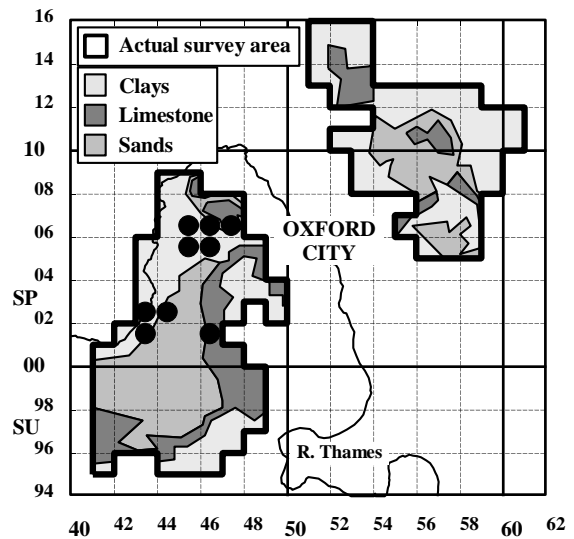 16
14
12
10
08
06
04
SP
02
00
98
SU
96
94
Actual survey area
Clays
Limestone
Sands
OXFORD
CITY
R. Thames
40 42 44 46 48 50 52 54 56 58 60 62